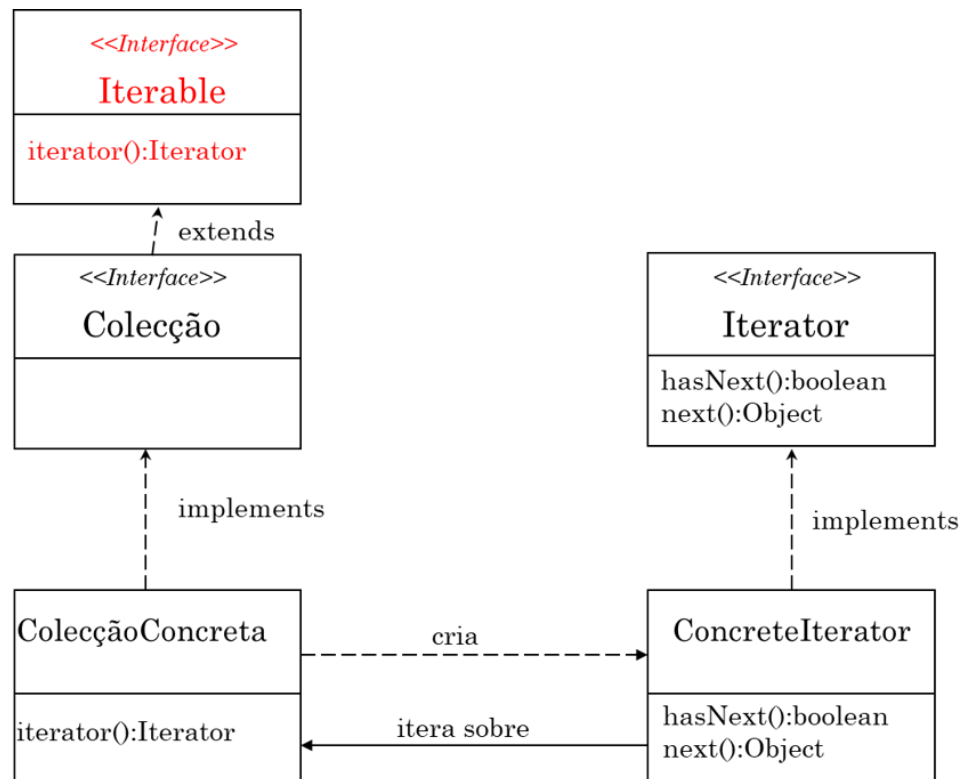 <<Interface>>
Iterable
iterator():Iterator
extends
<<Interface>>
Colecção
<<Interface>>
Iterator
hasNext():boolean
next():Object
implements
implements
ColecçãoConcreta
iterator():Iterator
cria
itera sobre
ConcreteIterator
hasNext():boolean
next():Object